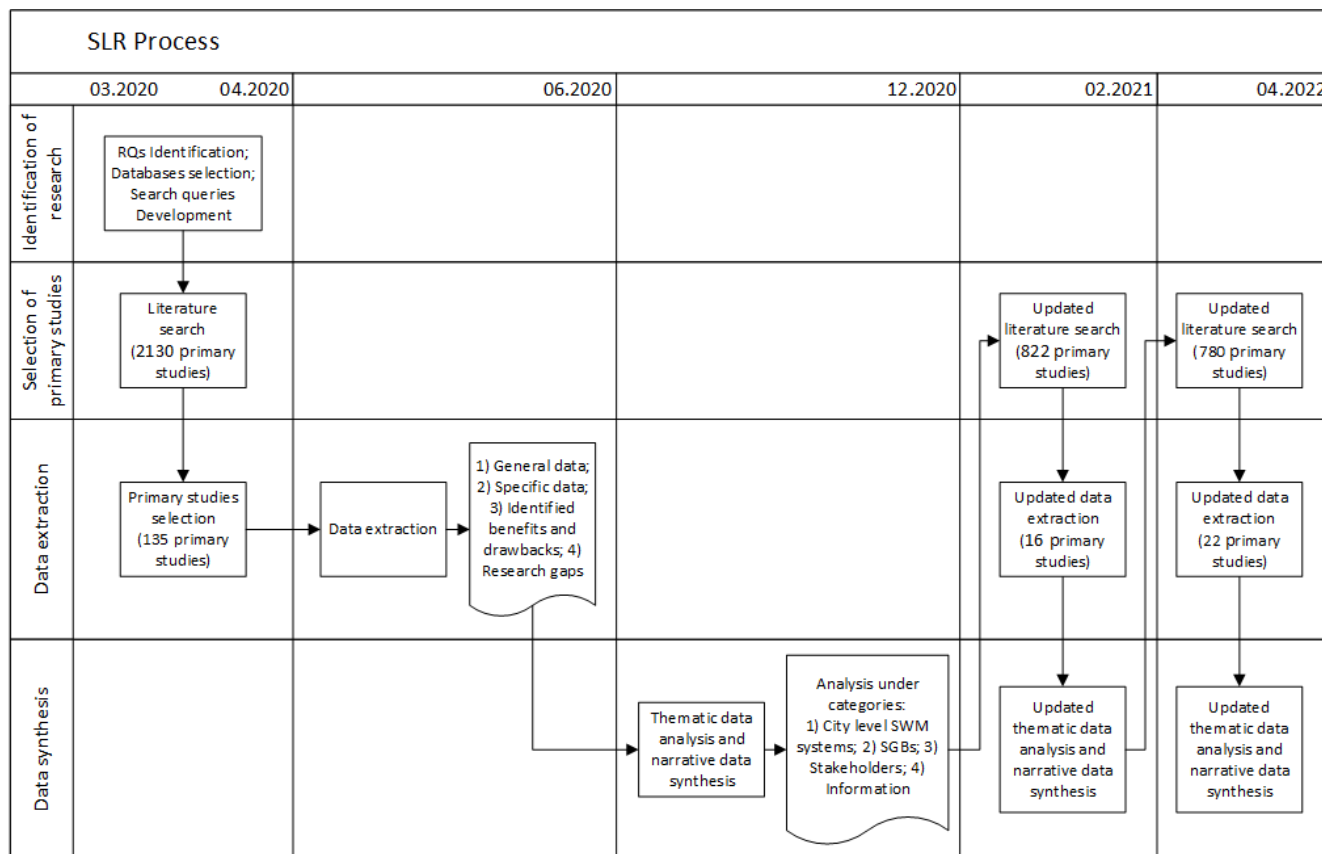 SLR Process
03.2020 04.2020 06.2020 12.2020 02.2021 04.2022
Identification of
research
RQs Identification;
Databases selection;
Search queries
Development
Selection of
primary studies
Literature
search
(2130 primary
studies)
Updated
literature search
(822 primary
studies)
Updated
literature search
(780 primary
studies)
Data extraction
Primary studies
selection
(135 primary
studies)
Data extraction
1) General data;
2) Specific data;
3) Identified
benefits and
drawbacks; 4)
Research gaps
Updated data
extraction
(16 primary
studies)
Updated data
extraction
(22 primary
studies)
Data synthesis
Thematic data
analysis and
narrative data
synthesis
Analysis under
categories:
1) City level SWM
systems; 2) SGBs; 3)
Stakeholders; 4)
Information
Updated
thematic data
analysis and
narrative data
synthesis
Updated
thematic data
analysis and
narrative data
synthesis